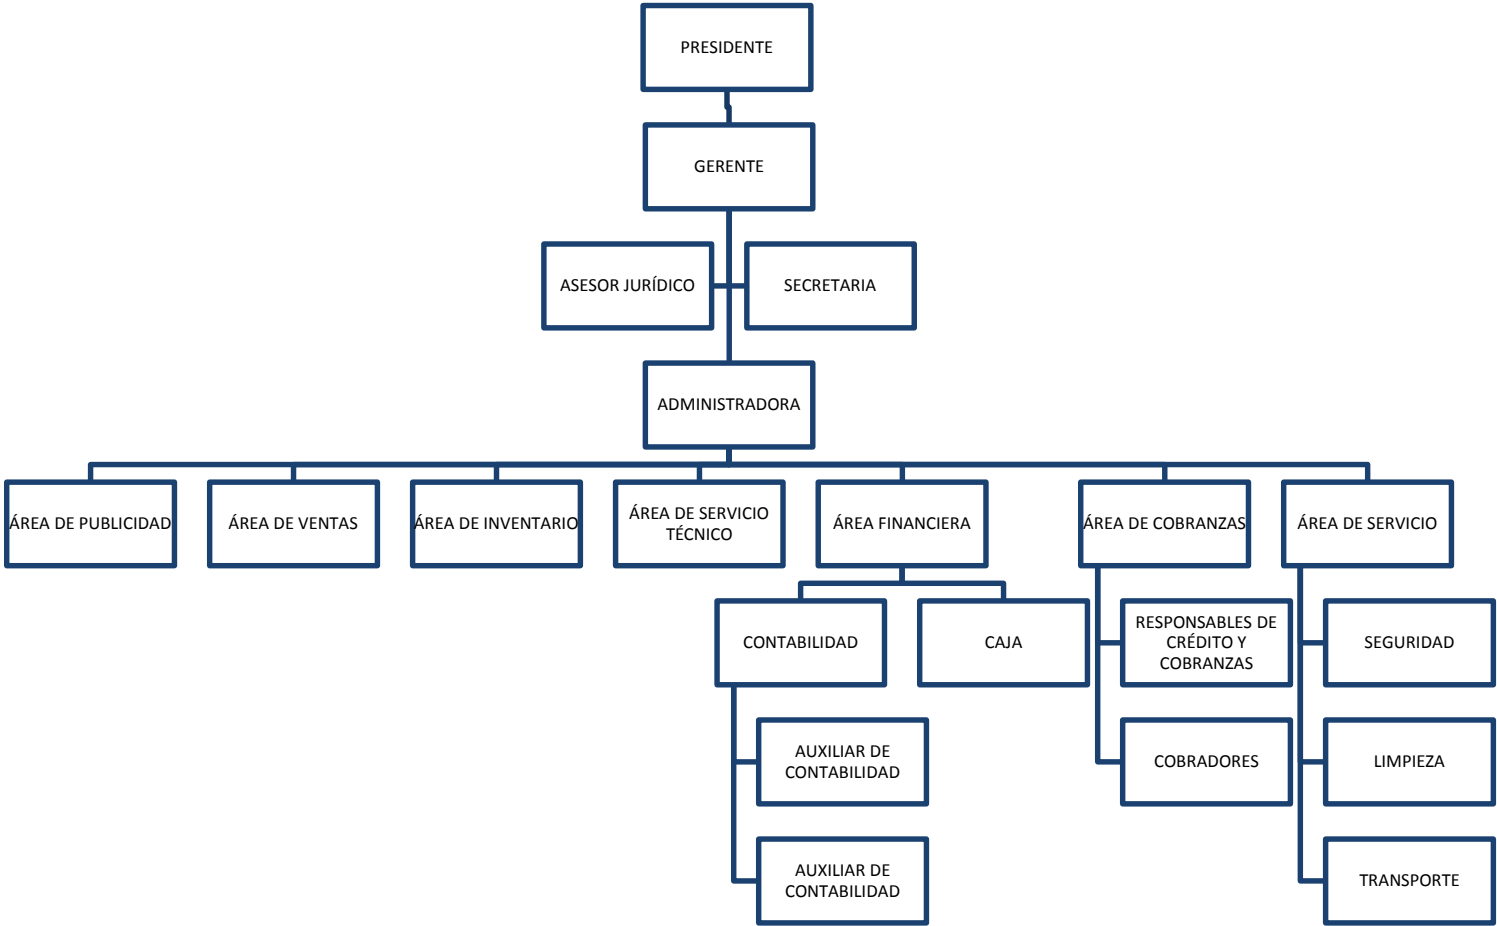 PRESIDENTE
GERENTE
ASESOR JURÍDICO
SECRETARIA
ADMINISTRADORA
ÁREA DE PUBLICIDAD
ÁREA DE VENTAS
ÁREA DE INVENTARIO
ÁREA DE SERVICIO
TÉCNICO
ÁREA FINANCIERA
ÁREA DE COBRANZAS
ÁREA DE SERVICIO
CONTABILIDAD
CAJA
RESPONSABLES DE
CRÉDITO Y
COBRANZAS
SEGURIDAD
AUXILIAR DE
CONTABILIDAD
COBRADORES
LIMPIEZA
AUXILIAR DE
CONTABILIDAD
TRANSPORTE